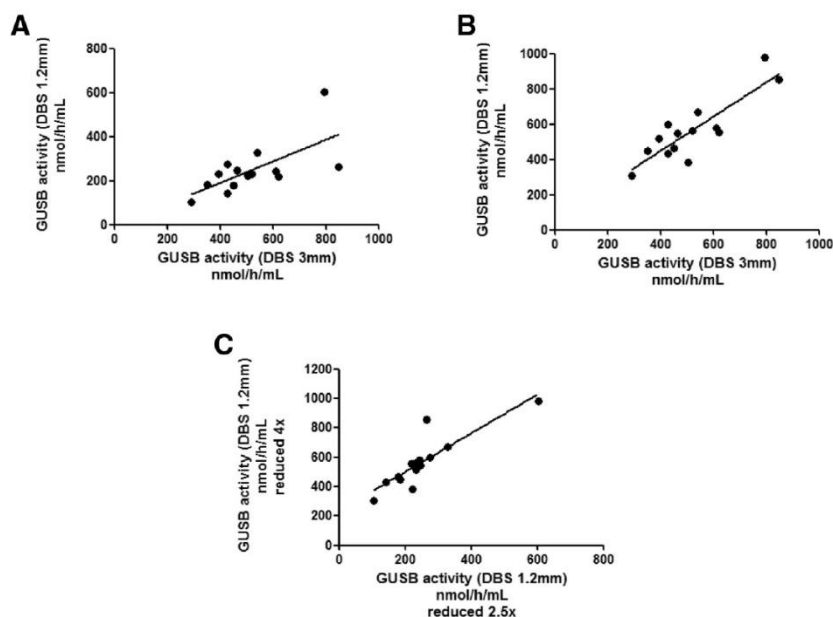 A
GUSB activity (DBS 1.2mm)
nmol/h/mL
800
600
400
200
0
0 200 400 600 800 1000
GUSB activity (DBS 3mm)
nmol/h/mL
B
GUSB activity (DBS 1.2mm)
nmol/h/mL
1000
800
600
400
200
0
0 200 400 600 800 1000
GUSB activity (DBS 3mm)
nmol/h/mL
C
GUSB activity (DBS 1.2mm)
nmol/h/mL
reduced 4x
1200
1000
800
600
400
200
0
0 200 400 600 800
GUSB activity (DBS 1.2mm)
nmol/h/mL
reduced 2.5x